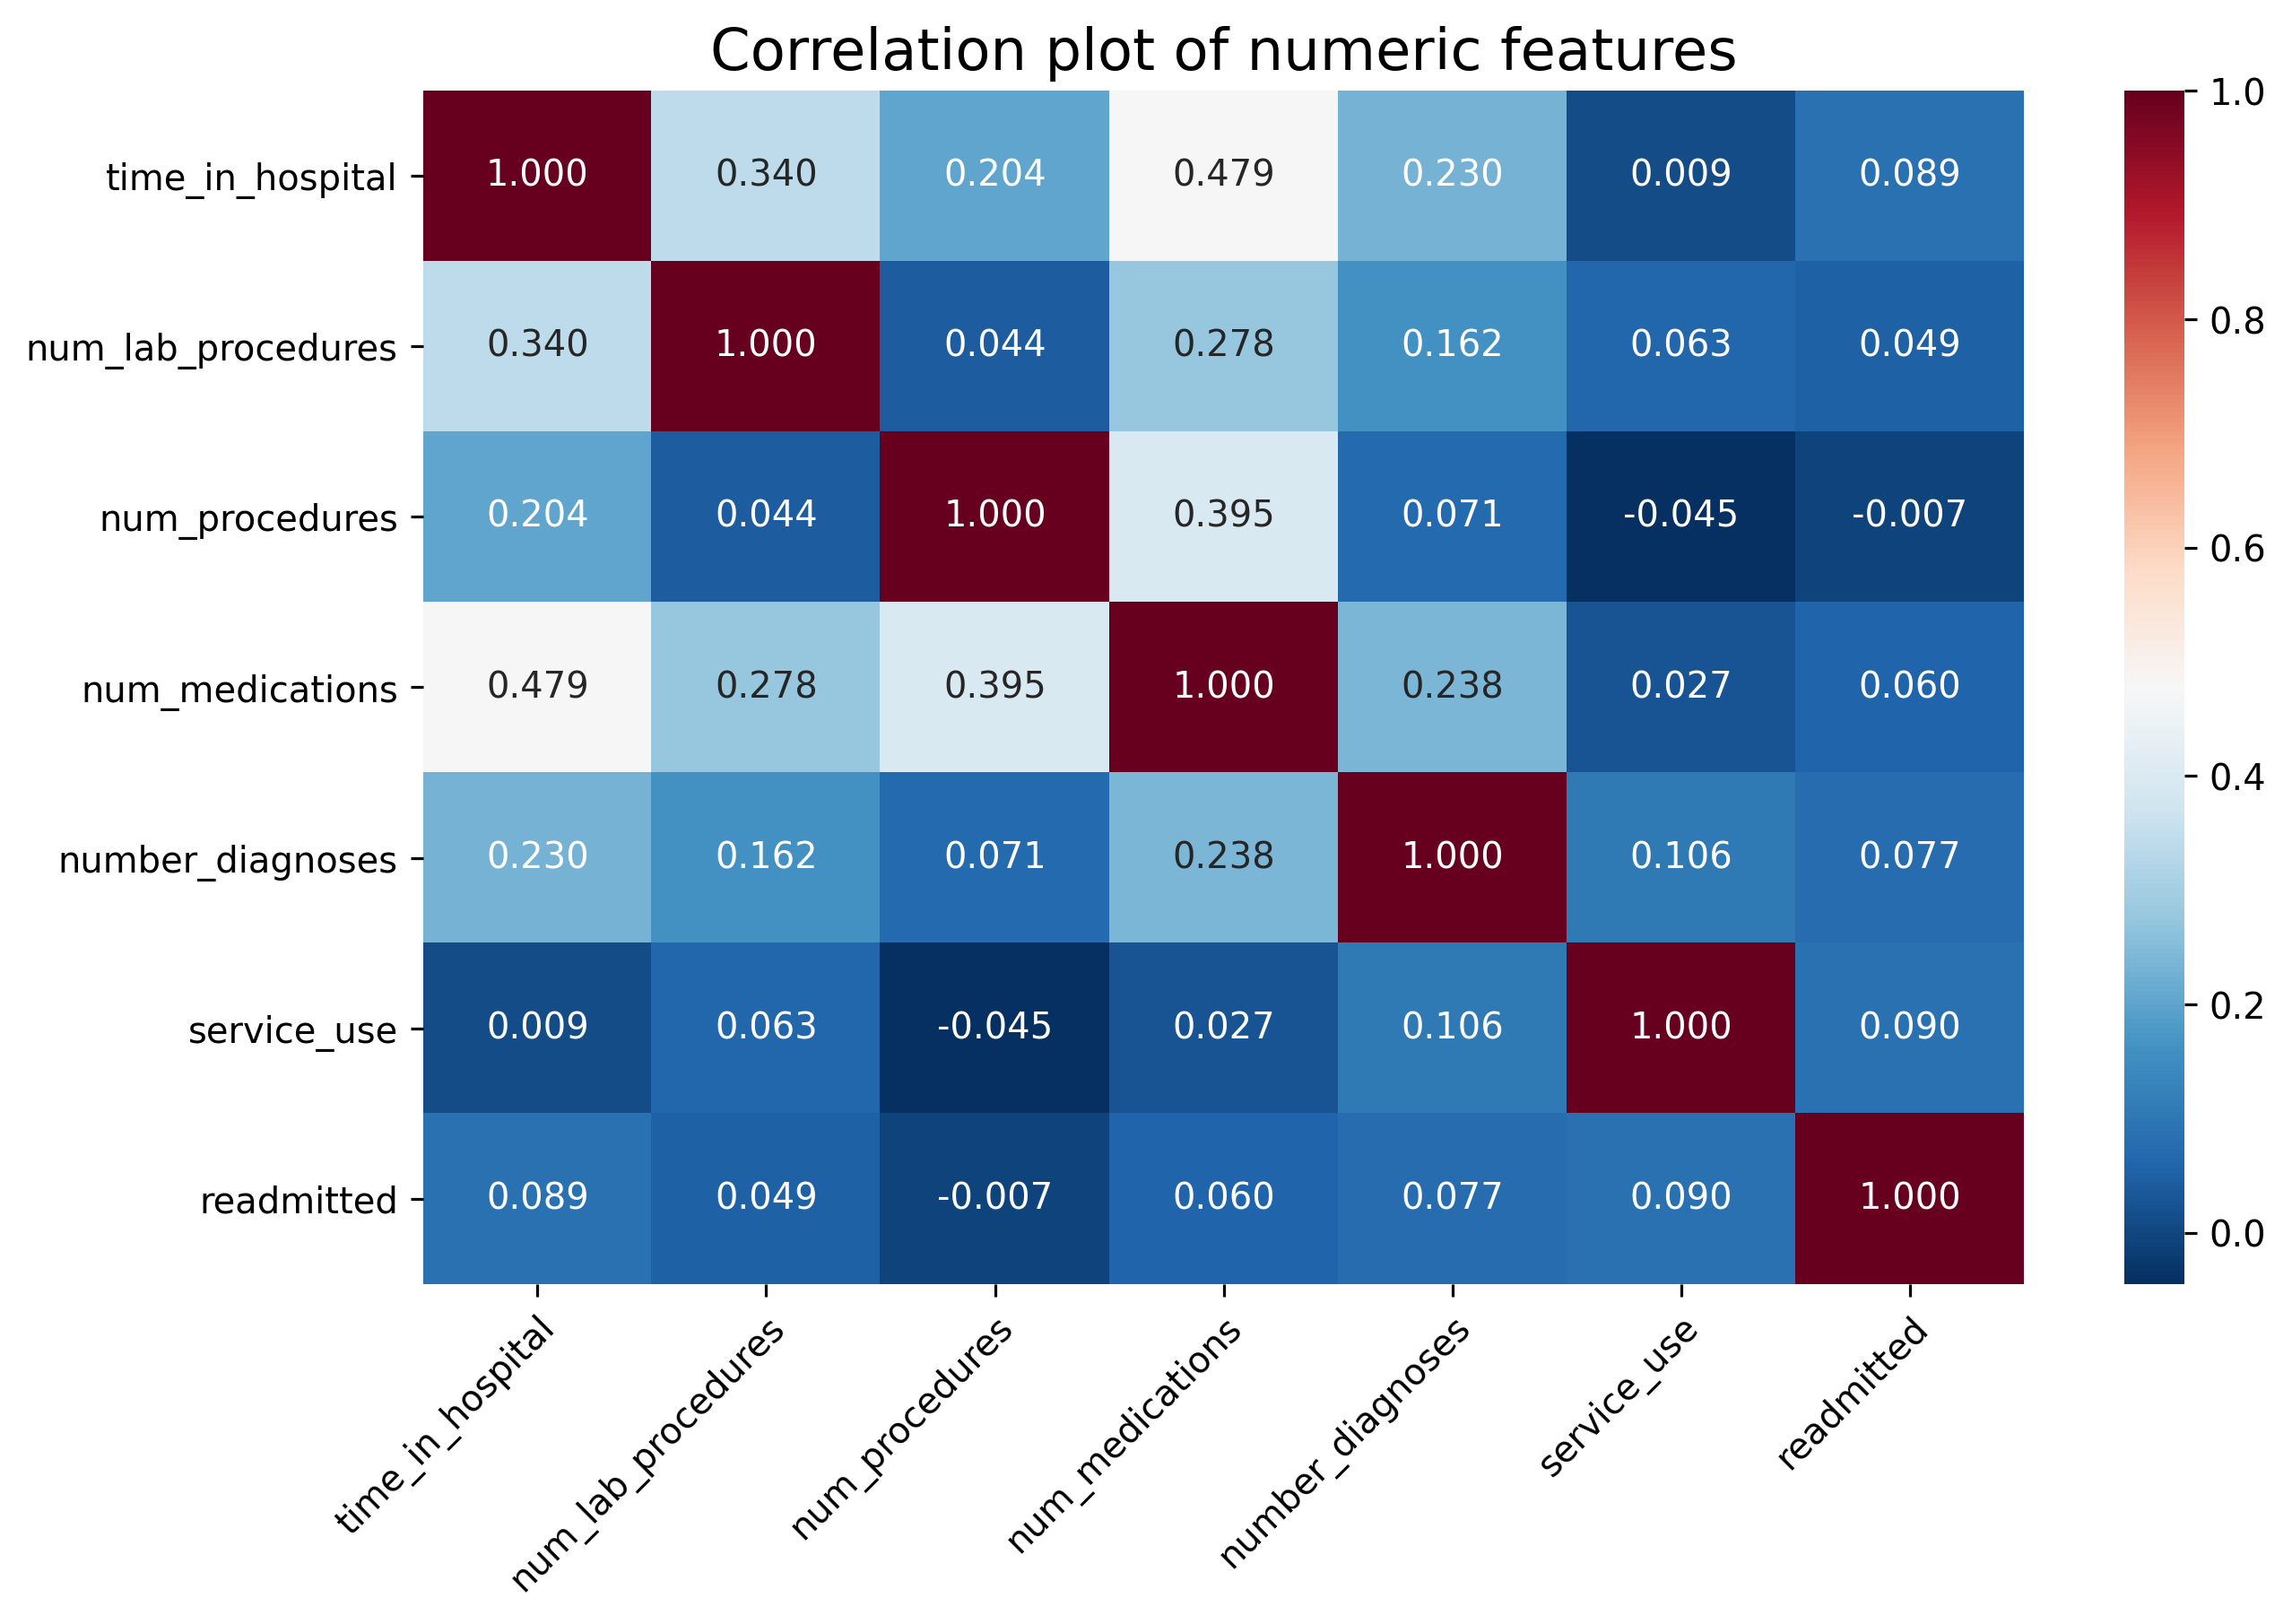 Correlation plot of numeric features
time_in_hospital 1.000 0.340 0.204 0.479 0.230 0.009 0.089
num_lab_procedures 0.340 1.000 0.044 0.278 0.162 0.063 0.049
num_procedures 0.204 0.044 1.000 0.395 0.071 -0.045 -0.007
num_medications 0.479 0.278 0.395 1.000 0.238 0.027 0.060
number_diagnoses 0.230 0.162 0.071 0.238 1.000 0.106 0.077
service_use 0.009 0.063 -0.045 0.027 0.106 1.000 0.090
readmitted 0.089 0.049 -0.007 0.060 0.077 0.090 1.000
time_in_hospital
num_lab_procedures
num_procedures
num_medications
number_diagnoses
service_use
readmitted
1.0
0.8
0.6
0.4
0.2
0.0